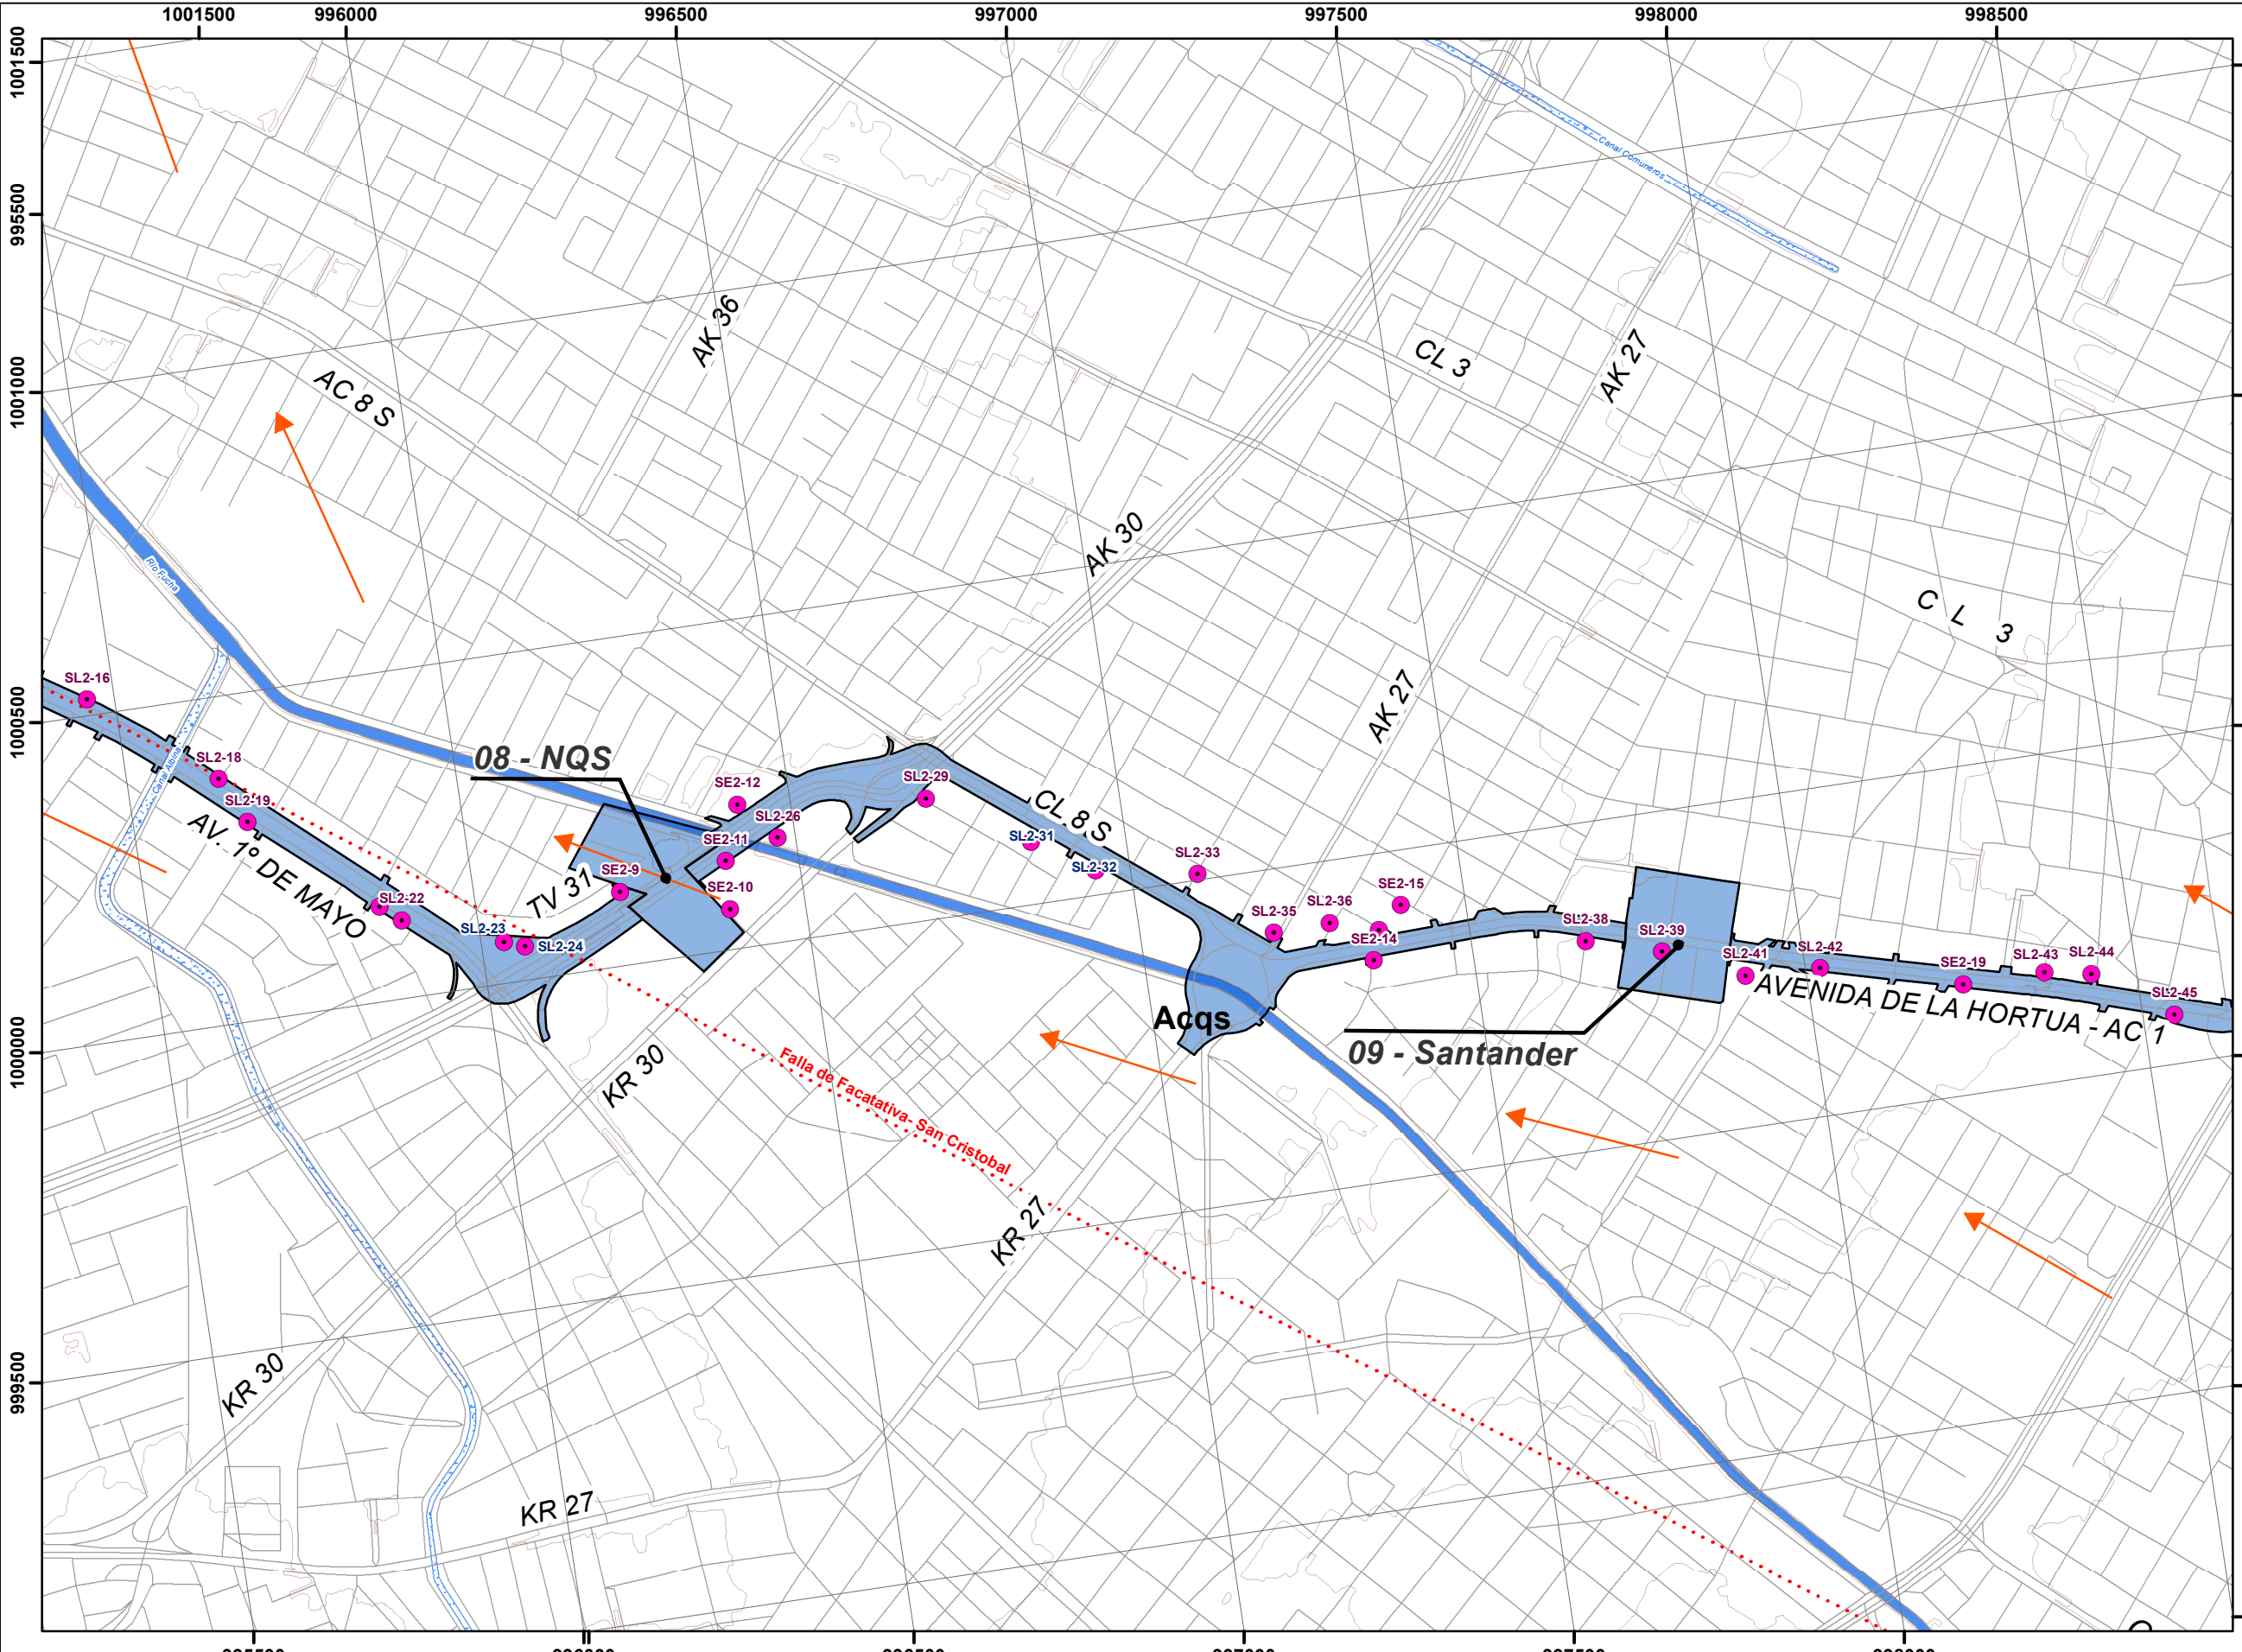 1001500 996000 996500 997000 997500 998000 998500
1001500
995500
1001000
1000500
1000000
999500
Canal Comuneros
AK 36
AK 27
CL 3
AC 8 S
AK 30
Río Fucha
CL 3
AK 27
SL2-16
08 - NQS
SL2-18
SE2-12
SL2-29
Canal Albina
SL2-19
SL2-26
CL 8 S
SL2-31
AV. 1º DE MAYO
SE2-11
SL2-32
SL2-33
SE2-9
TV 31
SE2-10
SE2-15
SL2-22
SL2-36
SL2-35
SL2-38
SL2-23
SL2-24
SE2-14
SL2-39
SL2-41
SL2-42
SE2-19
SL2-43
SL2-44
SL2-45
AVENIDA DE LA HORTUA - AC 1
Acqs
09 - Santander
KR 30
Falla de Facatativa- San Cristobal
KR 27
KR 30
KR 27